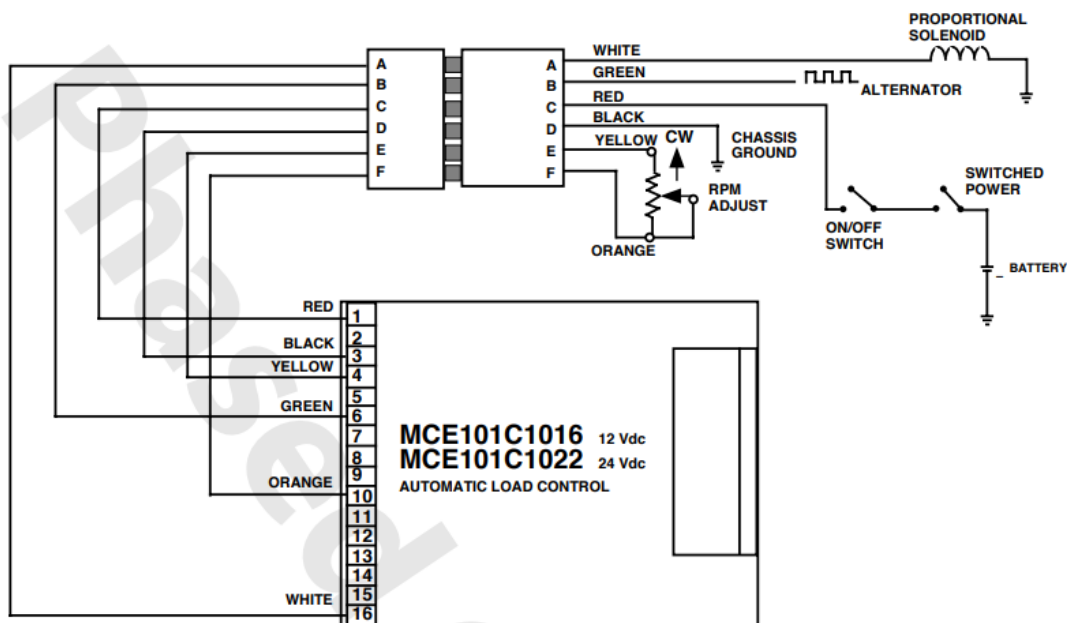 PROPORTIONAL
SOLENOID
WHITE
GREEN
ALTERNATOR
RED
BLACK
YELLOW
CW
CHASSIS
GROUND
RPM
ADJUST
ORANGE
SWITCHED
POWER
ON/OFF
SWITCH
BATTERY
_
A
B
C
D
E
F
A
B
C
D
E
F
RED
BLACK
YELLOW
GREEN
ORANGE
WHITE
1
2
3
4
5
6
7
8
9
10
11
12
13
14
15
16
MCE101C1016 12 Vdc
MCE101C1022 24 Vdc
AUTOMATIC LOAD CONTROL
Phased